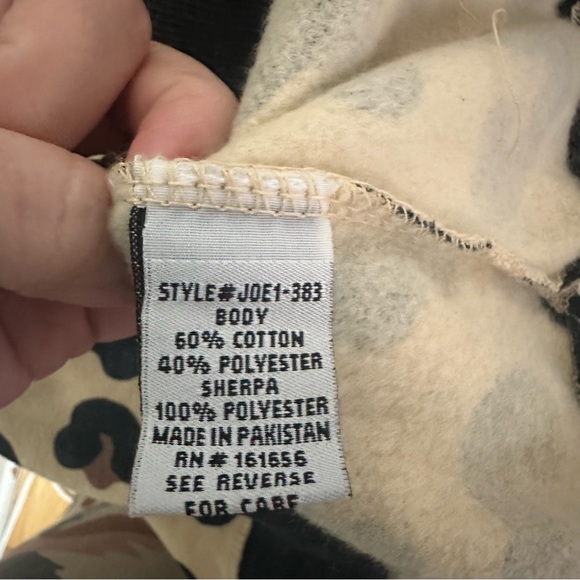 STYLE#JOE1-383
BODY
60% COTTON
40% POLYESTER
SHERPA
100% POLYESTER
MADE IN PAKISTAN
RN # 161656
SEE REVERSE
FOR CARE